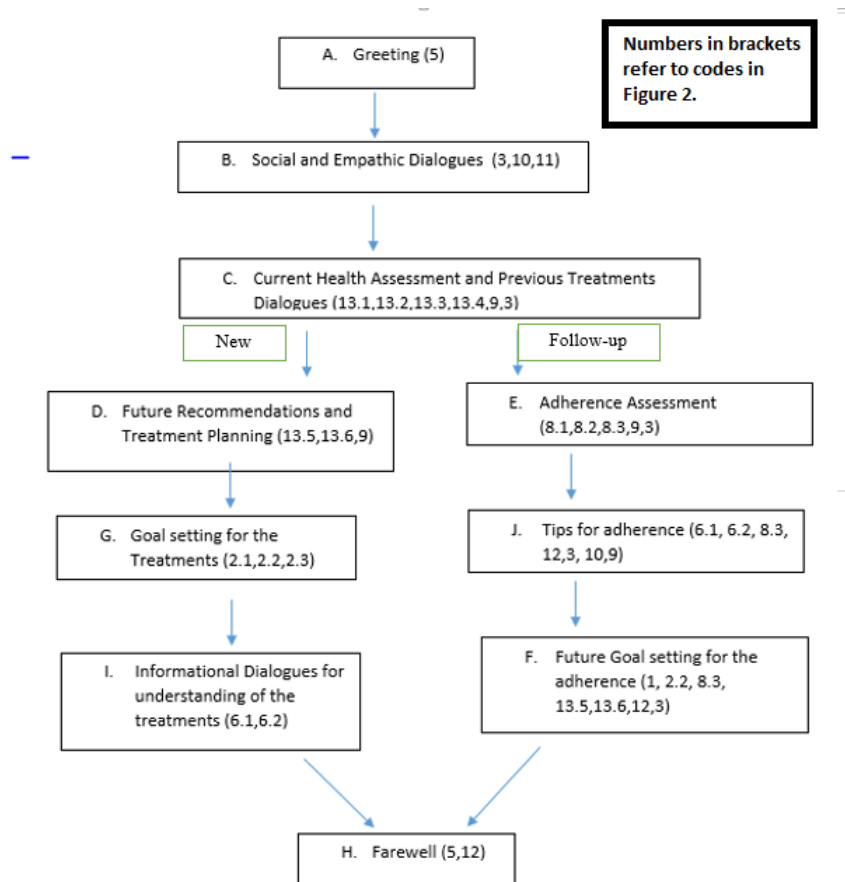 A. Greeting (5)
Numbers in brackets
refer to codes in
Figure 2.
B. Social and Empathic Dialogues (3,10,11)
C. Current Health Assessment and Previous Treatments
Dialogues (13.1,13.2,13.3,13.4,9,3)
New
Follow-up
D. Future Recommendations and
Treatment Planning (13.5,13.6,9)
E. Adherence Assessment
(8.1,8.2,8.3,9,3)
G. Goal setting for the
Treatments (2.1,2.2,2.3)
J. Tips for adherence (6.1, 6.2, 8.3,
12,3, 10,9)
I. Informational Dialogues for
understanding of the
treatments (6.1,6.2)
F. Future Goal setting for the
adherence (1, 2.2, 8.3,
13.5,13.6,12,3)
H. Farewell (5,12)